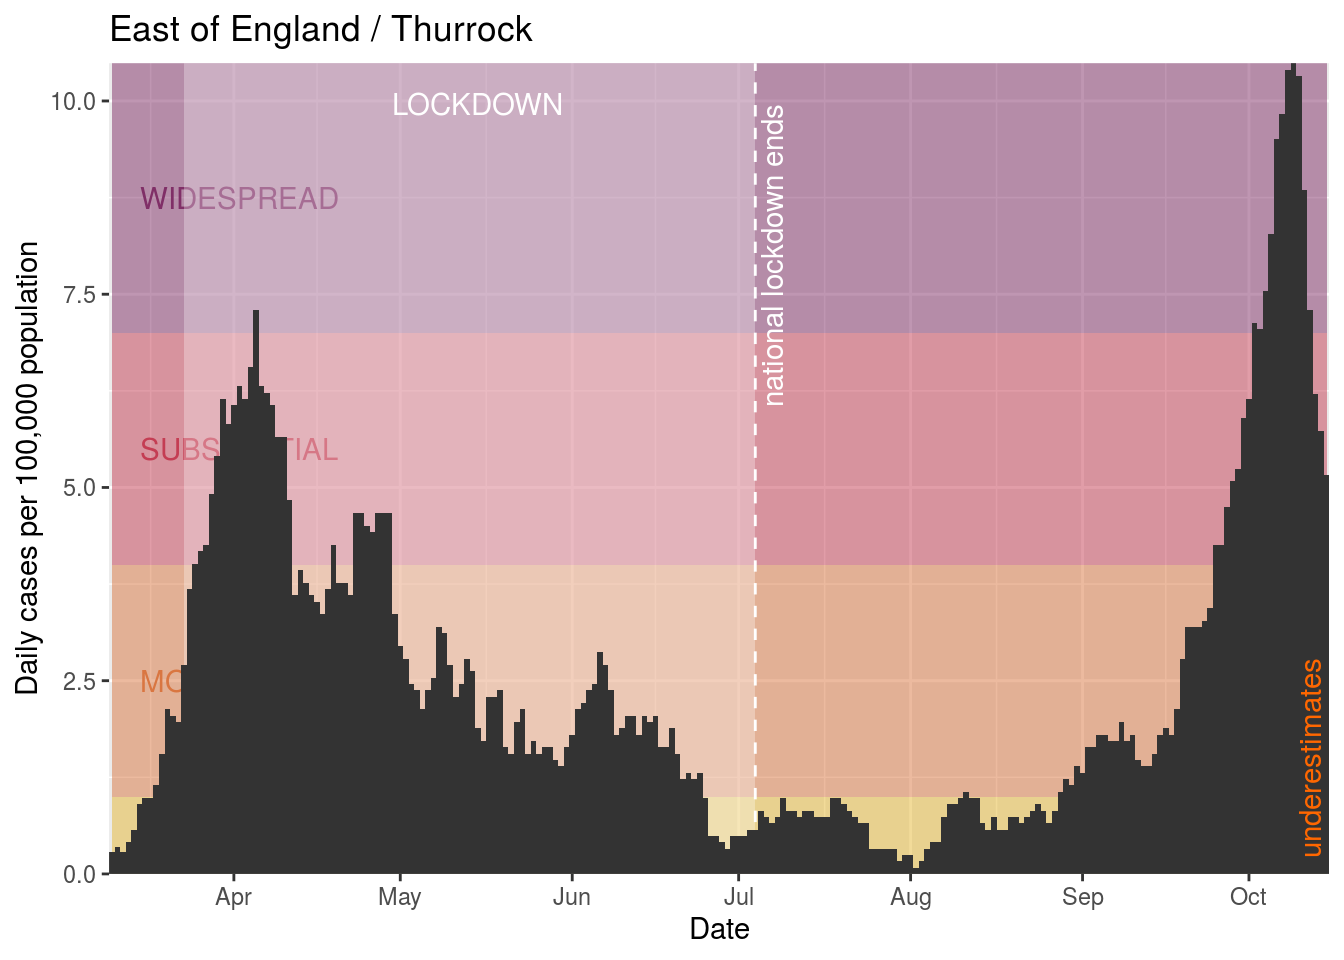 East of England / Thurrock
Daily cases per 100,000 population
10.0
7.5
5.0
2.5
0.0
LOCKDOWN
WIDESPREAD
national lockdown ends
underestimates
Apr
May
Jun
Jul
Aug
Sep
Oct
Date